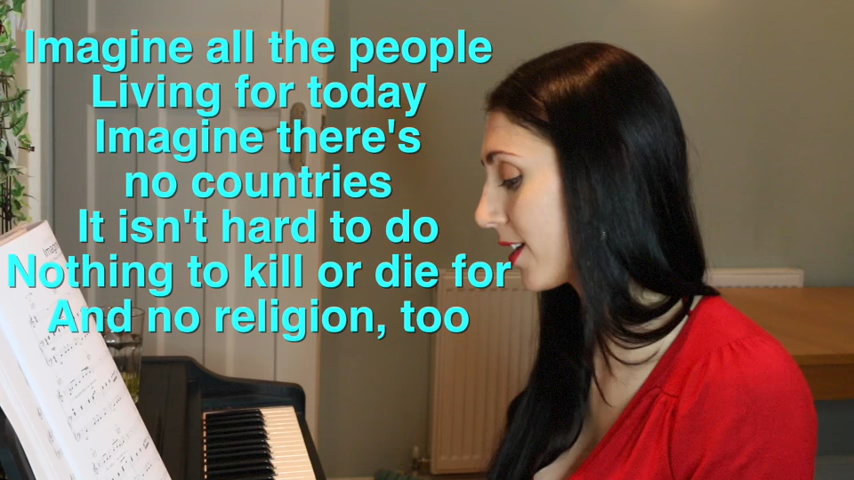 Imagine all the people
Living for today
Imagine there's
no countries
It isn't hard to do
Nothing to kill or die for
And no religion, too